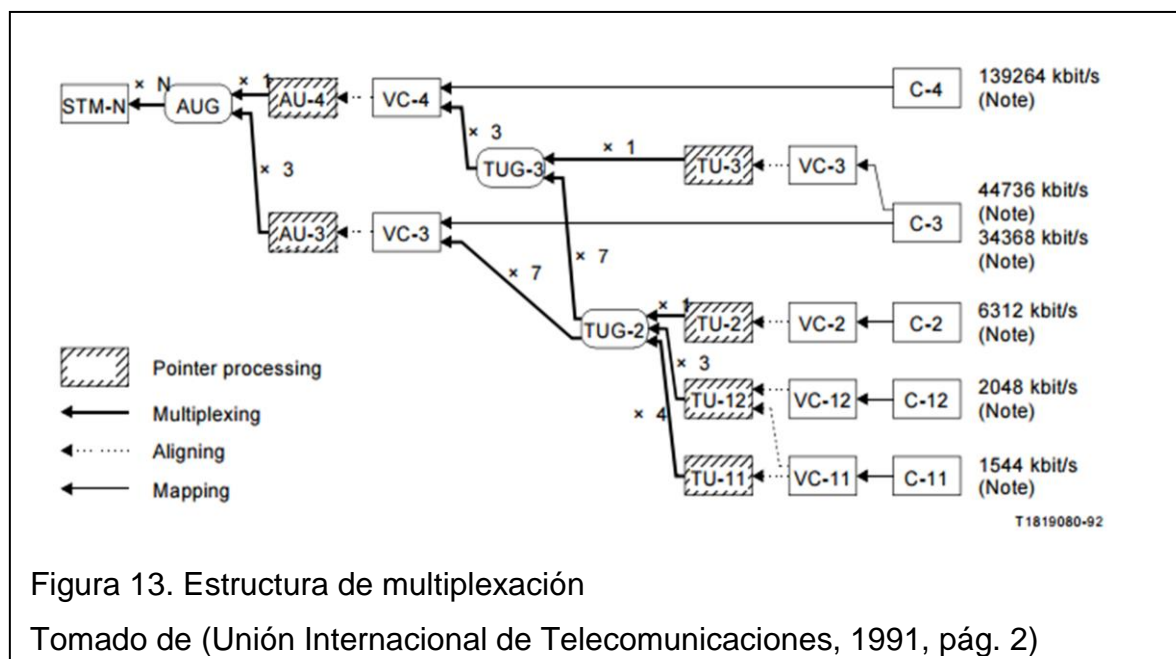 × N
× 1
STM-N
AUG
AU-4
VC-4
C-4
139264 kbit/s
(Note)
× 3
× 1
TUG-3
TU-3
VC-3
× 3
44736 kbit/s
(Note)
34368 kbit/s
(Note)
AU-3
VC-3
C-3
× 7
× 7
TUG-2
× 1
TU-2
VC-2
C-2
6312 kbit/s
(Note)
× 3
Pointer processing
TU-12
VC-12
C-12
2048 kbit/s
(Note)
Multiplexing
× 4
Aligning
TU-11
VC-11
C-11
1544 kbit/s
(Note)
Mapping
T1819080-92
Figura 13. Estructura de multiplexación
Tomado de (Unión Internacional de Telecomunicaciones, 1991, pág. 2)